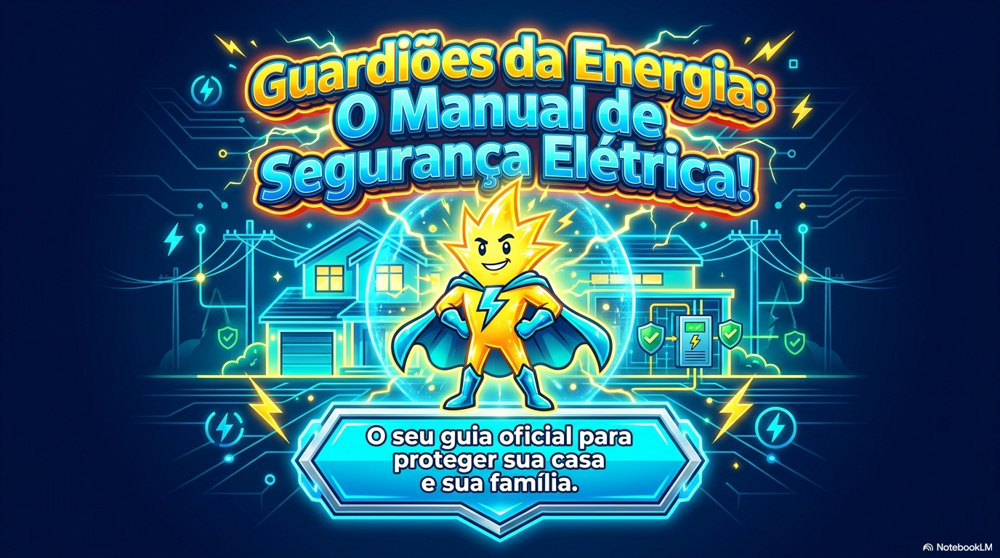 Guardiões da Energia:
O Manual de
Segurança Elétrica!
O seu guia oficial para
proteger sua casa
e sua família.
NotebookLM